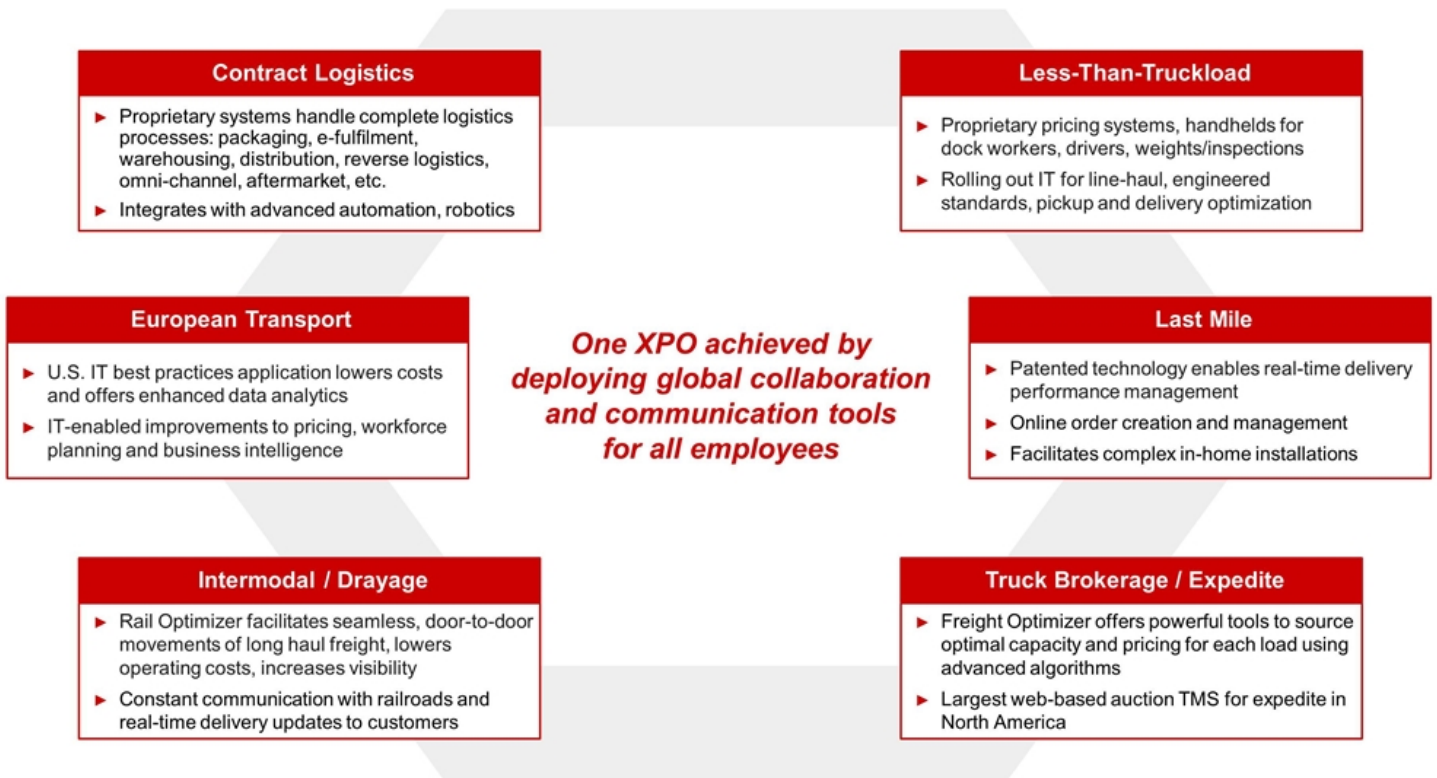 Contract Logistics
► Proprietary systems handle complete logistics
processes: packaging, e-fulfilment,
warehousing, distribution, reverse logistics,
omni-channel, aftermarket, etc.
► Integrates with advanced automation, robotics
Less-Than-Truckload
► Proprietary pricing systems, handhelds for
dock workers, drivers, weights/inspections
► Rolling out IT for line-haul, engineered
standards, pickup and delivery optimization
European Transport
► U.S. IT best practices application lowers costs
and offers enhanced data analytics
► IT-enabled improvements to pricing, workforce
planning and business intelligence
One XPO achieved by
deploying global collaboration
and communication tools
for all employees
Last Mile
► Patented technology enables real-time delivery
performance management
► Online order creation and management
► Facilitates complex in-home installations
Intermodal / Drayage
► Rail Optimizer facilitates seamless, door-to-door
movements of long haul freight, lowers
operating costs, increases visibility
► Constant communication with railroads and
real-time delivery updates to customers
Truck Brokerage / Expedite
► Freight Optimizer offers powerful tools to source
optimal capacity and pricing for each load using
advanced algorithms
► Largest web-based auction TMS for expedite in
North America